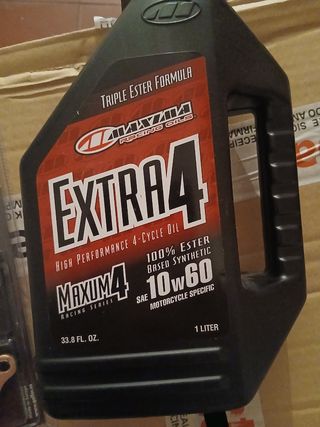 TRIPLE ESTER FORMULA
MAXIMA
RACING OILS
EXTRA4
HIGH PERFORMANCE 4-CYCLE OIL
100% ESTER
BASED SYNTHETIC
MAXUM4
RACING SERIES
SAE 10W60
MOTORCYCLE SPECIFIC
33.8 FL. OZ.
1 LITER